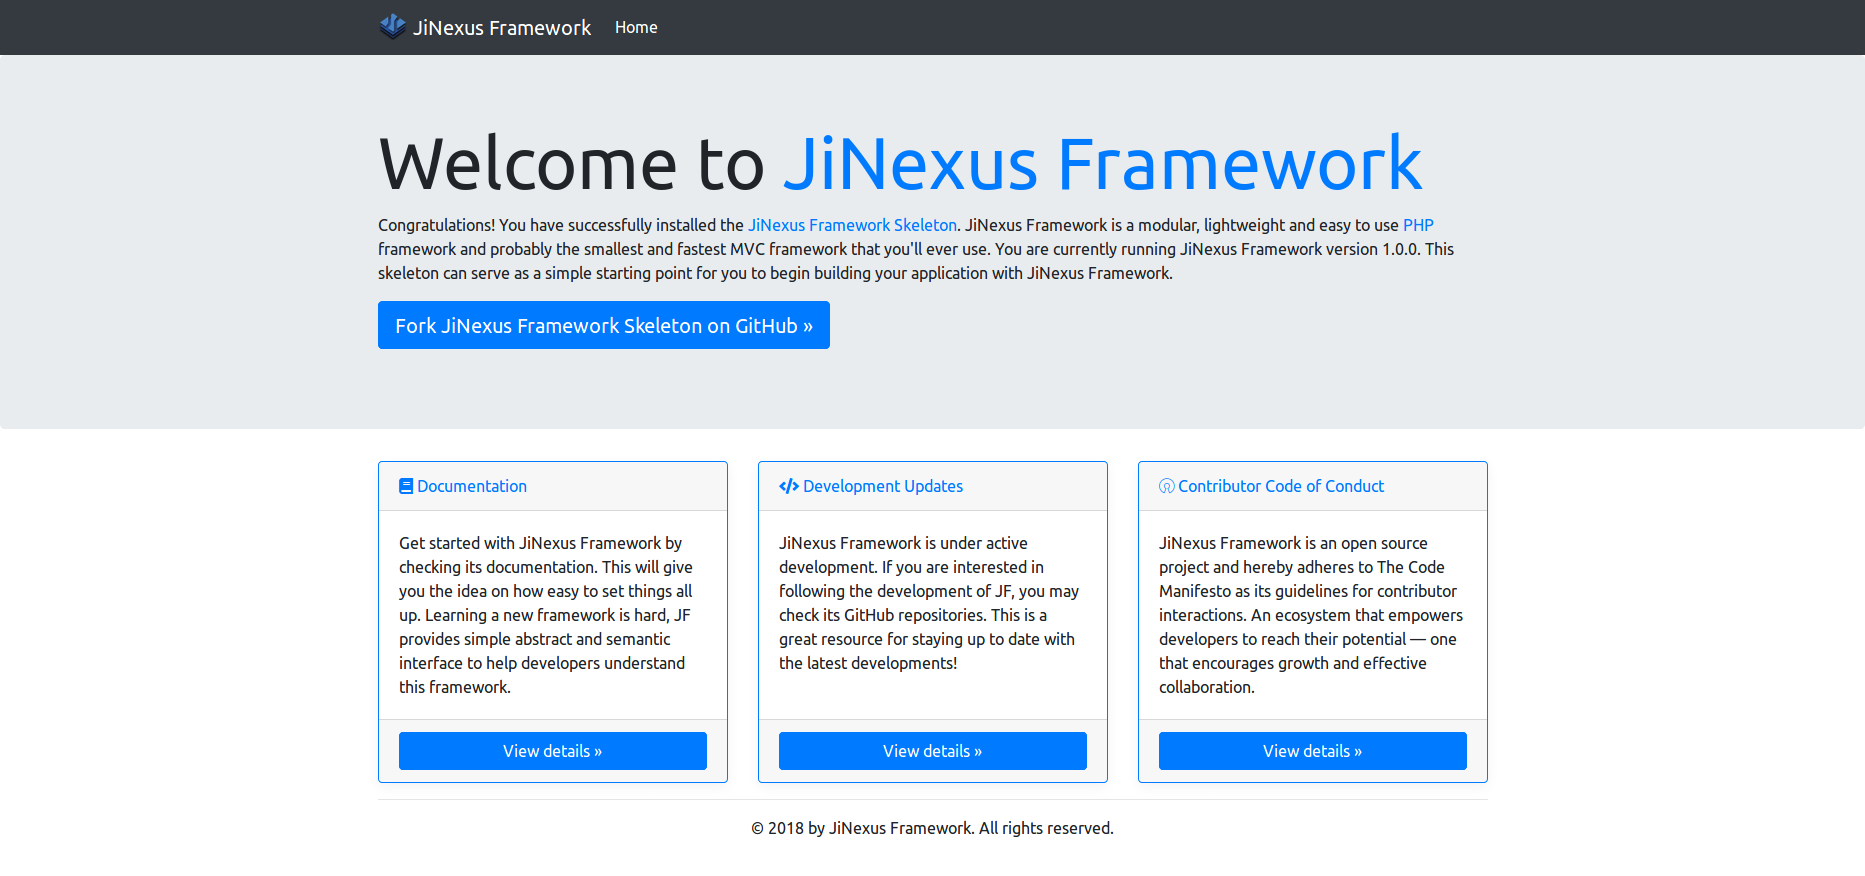 JiNexus Framework Home
Welcome to JiNexus Framework
Congratulations! You have successfully installed the JiNexus Framework Skeleton. JiNexus Framework is a modular, lightweight and easy to use PHP
framework and probably the smallest and fastest MVC framework that you'll ever use. You are currently running JiNexus Framework version 1.0.0. This
skeleton can serve as a simple starting point for you to begin building your application with JiNexus Framework.
Fork JiNexus Framework Skeleton on GitHub »
Documentation
Get started with JiNexus Framework by
checking its documentation. This will give
you the idea on how easy to set things all
up. Learning a new framework is hard, JF
provides simple abstract and semantic
interface to help developers understand
this framework.
View details »
Development Updates
JiNexus Framework is under active
development. If you are interested in
following the development of JF, you may
check its GitHub repositories. This is a
great resource for staying up to date with
the latest developments!
View details »
Contributor Code of Conduct
JiNexus Framework is an open source
project and hereby adheres to The Code
Manifesto as its guidelines for contributor
interactions. An ecosystem that empowers
developers to reach their potential — one
that encourages growth and effective
collaboration.
View details »
© 2018 by JiNexus Framework. All rights reserved.